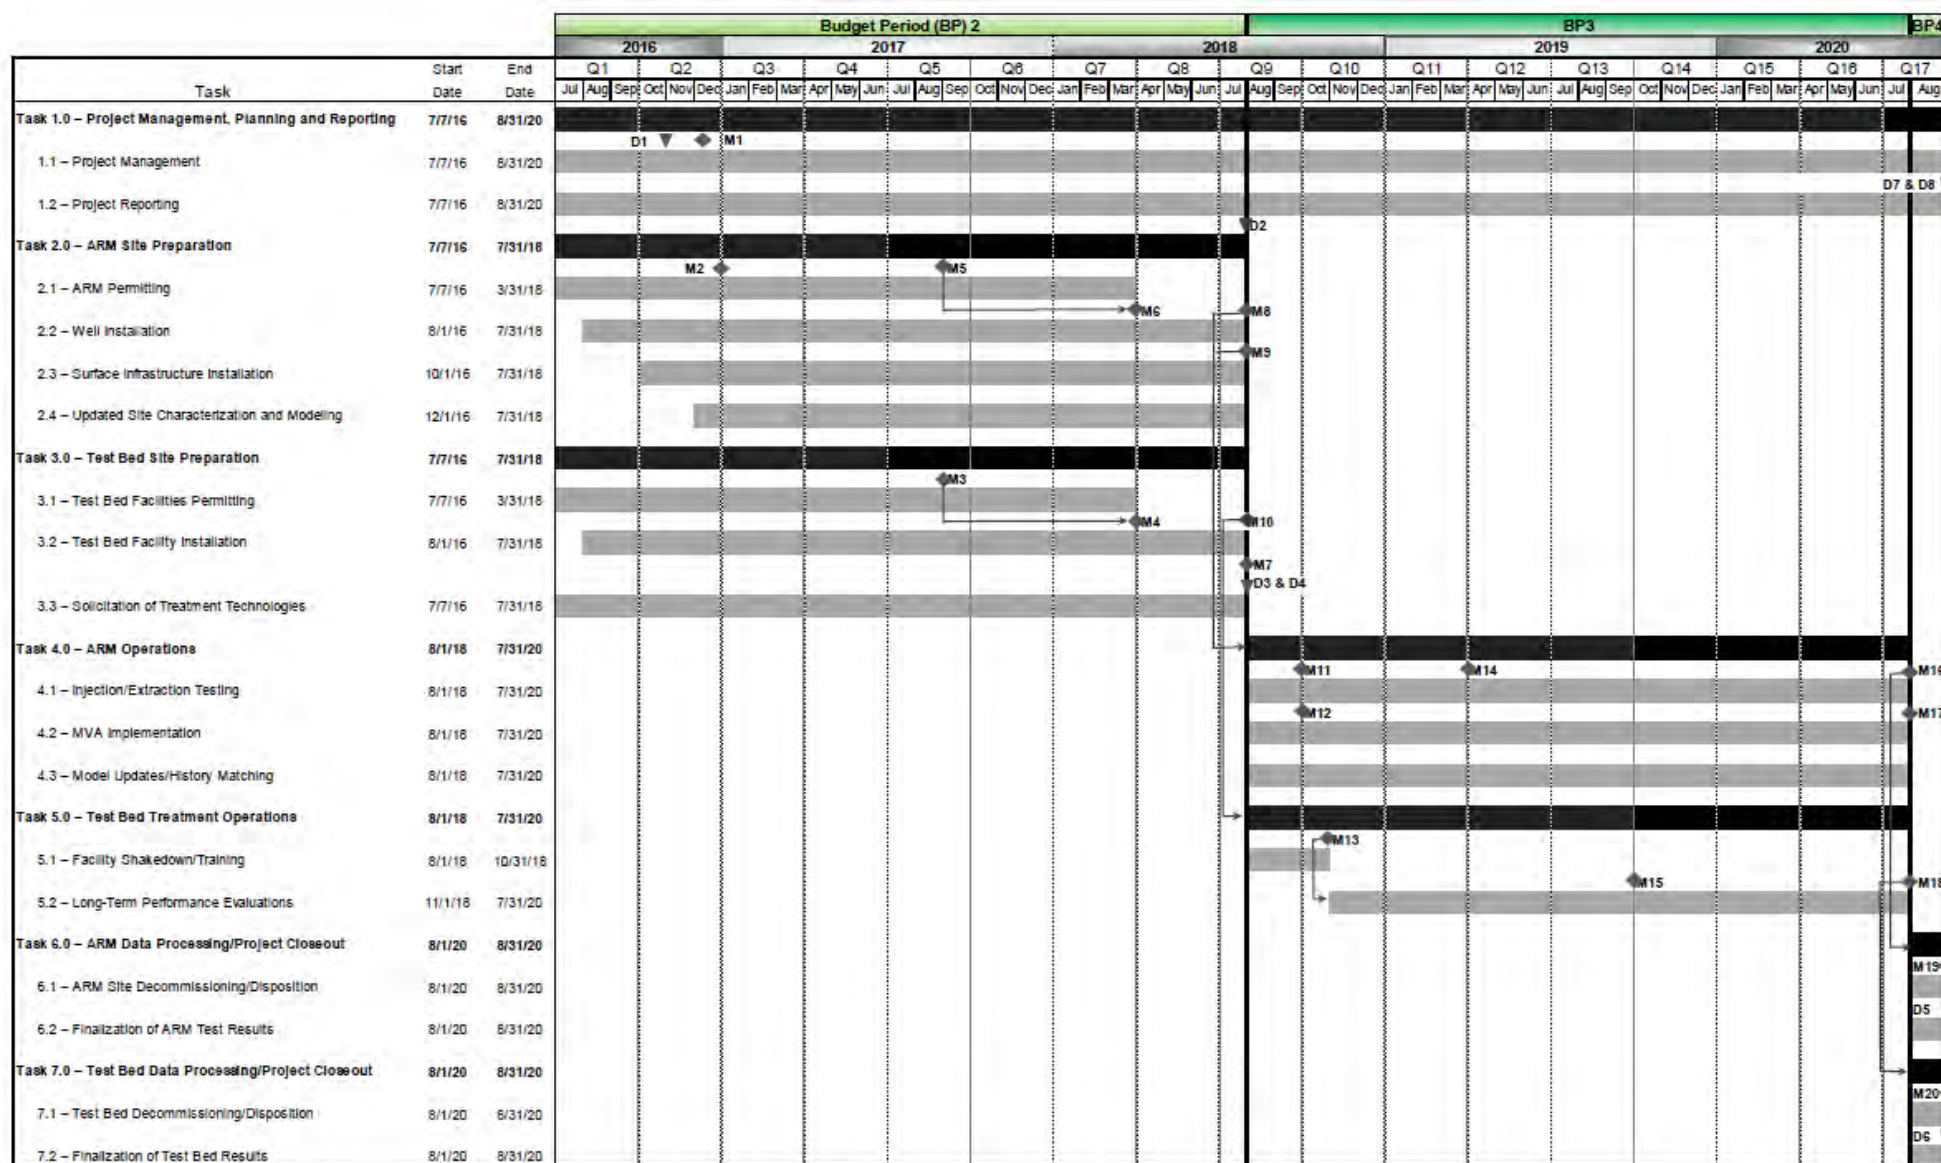 Budget Period (BP) 2 BP3 BP4
2016 2017 2018 2019 2020
Start End Q1 Q2 Q3 Q4 Q5 Q6 Q7 Q8 Q9 Q10 Q11 Q12 Q13 Q14 Q15 Q16 Q17
Task Date Date Jul Aug Sep Oct Nov Dec Jan Feb Mar Apr May Jun Jul Aug Sep Oct Nov Dec Jan Feb Mar Apr May Jun Jul Aug Sep Oct Nov Dec Jan Feb Mar Apr May Jun Jul Aug Sep Oct Nov Dec Jan Feb Mar Apr May Jun Jul Aug
Task 1.0 – Project Management, Planning and Reporting 7/7/16 8/31/20
D1 M1
1.1 – Project Management 7/7/16 8/31/20
D7 & D8
1.2 – Project Reporting 7/7/16 8/31/20
D2
Task 2.0 – ARM Site Preparation 7/7/16 7/31/18
M2 M5
2.1 – ARM Permitting 7/7/16 3/31/18
M6 M8
2.2 – Well Installation 8/1/16 7/31/18
M9
2.3 – Surface Infrastructure Installation 10/1/16 7/31/18
2.4 – Updated Site Characterization and Modeling 12/1/16 7/31/18
Task 3.0 – Test Bed Site Preparation 7/7/16 7/31/18
M3
3.1 – Test Bed Facilities Permitting 7/7/16 3/31/18
M4 M10
3.2 – Test Bed Facility Installation 8/1/16 7/31/18
M7
D3 & D4
3.3 – Solicitation of Treatment Technologies 7/7/16 7/31/18
Task 4.0 – ARM Operations 8/1/18 7/31/20
M11 M14 M16
4.1 – Injection/Extraction Testing 8/1/18 7/31/20
M12 M17
4.2 – MVA Implementation 8/1/18 7/31/20
4.3 – Model Updates/History Matching 8/1/18 7/31/20
Task 5.0 – Test Bed Treatment Operations 8/1/18 7/31/20
M13
5.1 – Facility Shakedown/Training 8/1/18 10/31/18
M15 M18
5.2 – Long-Term Performance Evaluations 11/1/18 7/31/20
Task 6.0 – ARM Data Processing/Project Closeout 8/1/20 8/31/20
M19
6.1 – ARM Site Decommissioning/Disposition 8/1/20 8/31/20
D5
6.2 – Finalization of ARM Test Results 8/1/20 8/31/20
Task 7.0 – Test Bed Data Processing/Project Closeout 8/1/20 8/31/20
M20
7.1 – Test Bed Decommissioning/Disposition 8/1/20 8/31/20
D6
7.2 – Finalization of Test Bed Results 8/1/20 8/31/20